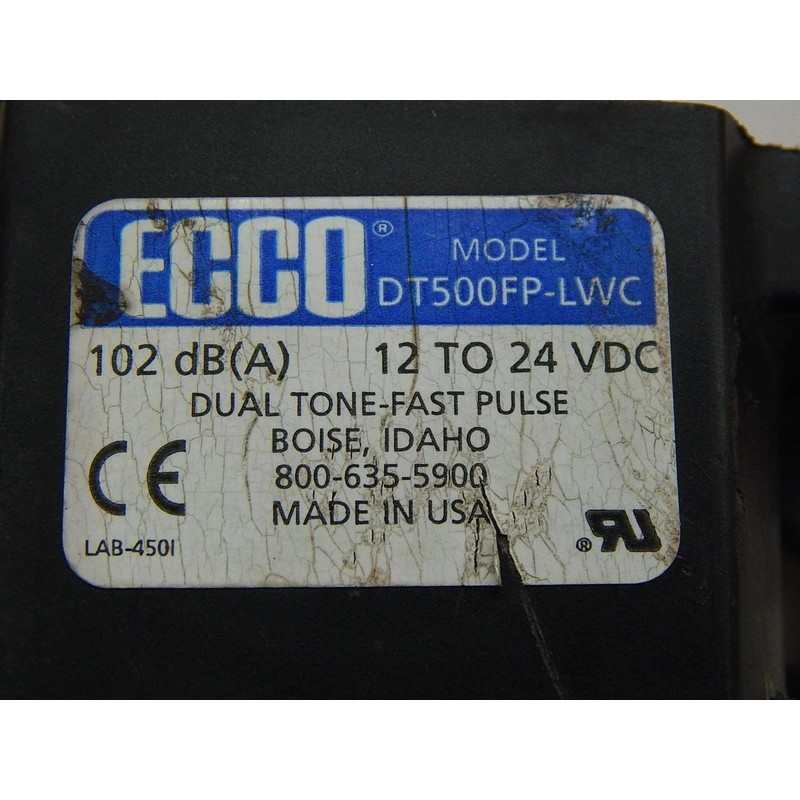 ECCO®
MODEL
DT500FP-LWC
102 dB(A) 12 TO 24 VDC
DUAL TONE-FAST PULSE
BOISE, IDAHO
800-635-5900
MADE IN USA
CE
LAB-450I
® RU